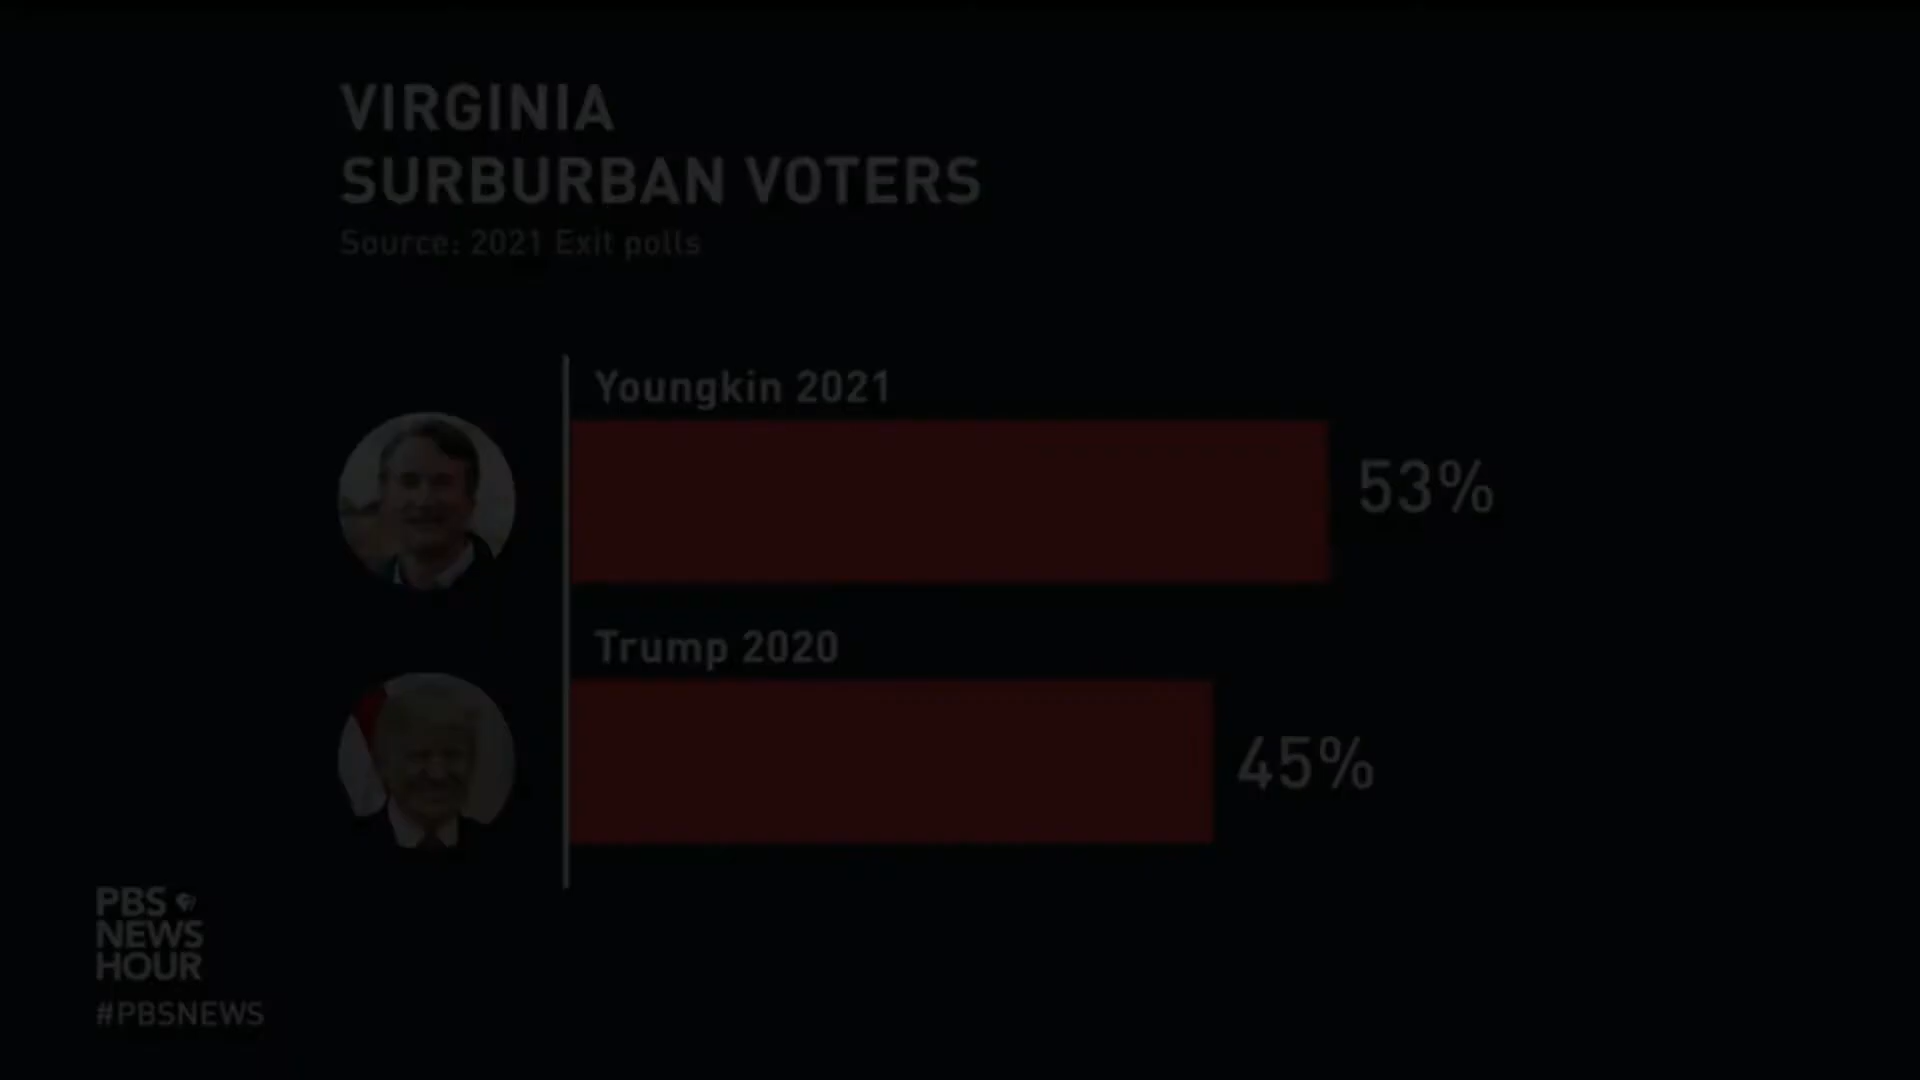 VIRGINIA
SURBURBAN VOTERS
Source: 2021 Exit polls
Youngkin 2021
53%
Trump 2020
45%
PBS
NEWS
HOUR
#PBSNEWS